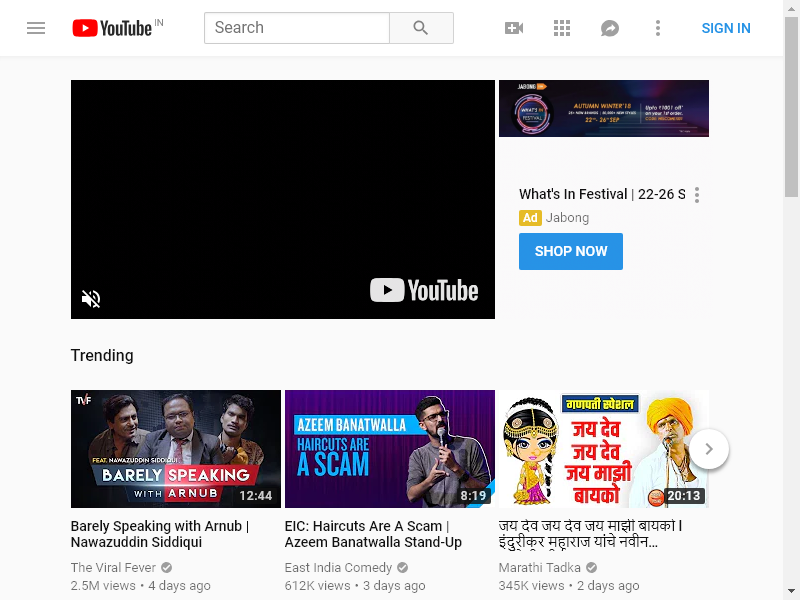 YouTube IN
Search
SIGN IN
JABONG
AUTUMN WINTER'18
WHAT'S IN
FESTIVAL
22nd- 26th SEP
What's In Festival | 22-26 S
Ad Jabong
SHOP NOW
YouTube
Trending
TVF
FEAT. NAWAZUDDIN SIDDIQUI
BARELY SPEAKING
WITH ARNUB
12:44
Barely Speaking with Arnub |
Nawazuddin Siddiqui
The Viral Fever
2.5M views • 4 days ago
AZEEM BANATWALLA
HAIRCUTS ARE
A SCAM
8:19
EIC: Haircuts Are A Scam |
Azeem Banatwalla Stand-Up
East India Comedy
612K views • 3 days ago
गणपती स्पेशल
जय देव
जय देव
जय माझी
बायको
20:13
जय देव जय देव जय माझी बायको।
इंदुरीकर महाराज यांचे नवीन...
Marathi Tadka
345K views • 2 days ago